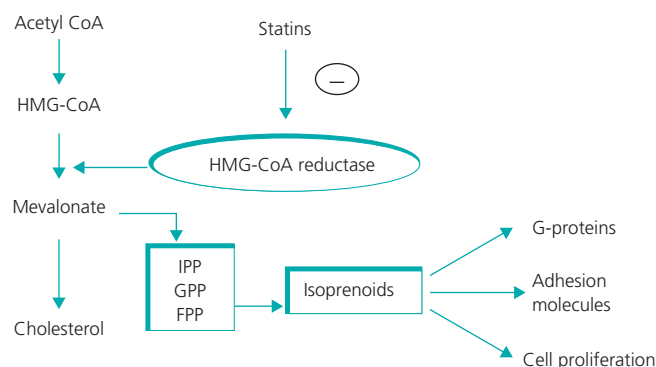 Acetyl CoA
Statins
—
HMG-CoA
HMG-CoA reductase
Mevalonate
IPP
GPP
FPP
Isoprenoids
G-proteins
Adhesion
molecules
Cholesterol
Cell proliferation